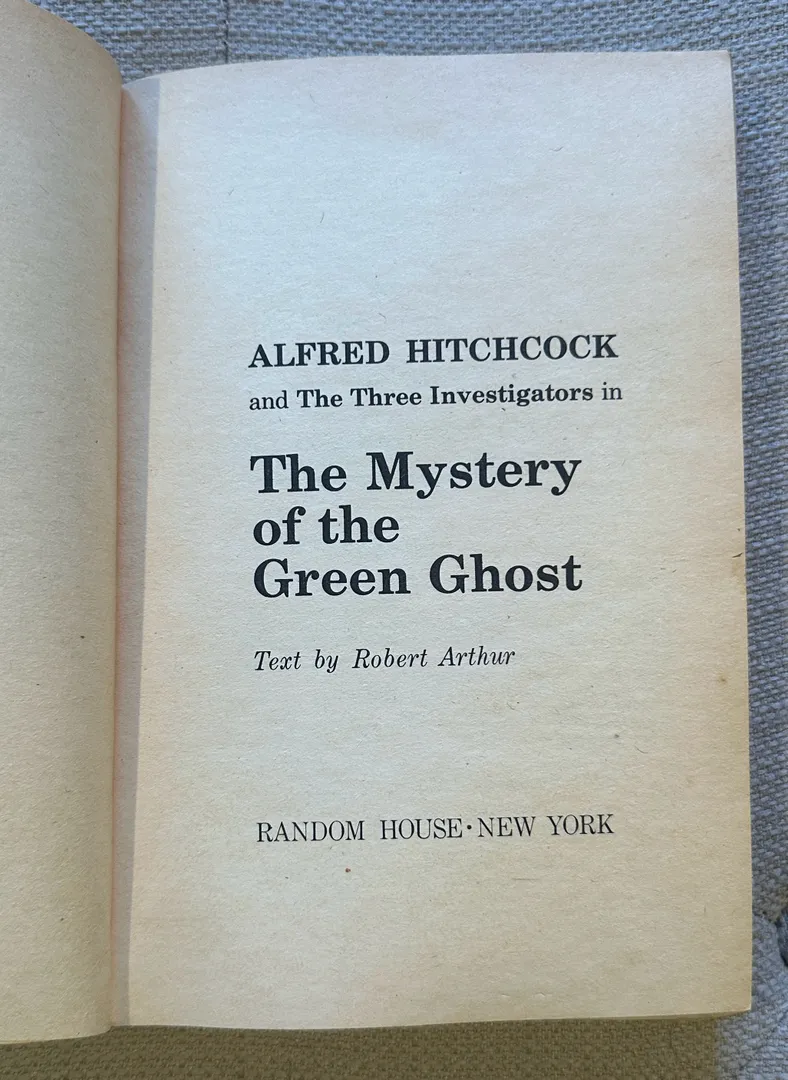 ALFRED HITCHCOCK
and The Three Investigators in
The Mystery
of the
Green Ghost
Text by Robert Arthur
RANDOM HOUSE · NEW YORK